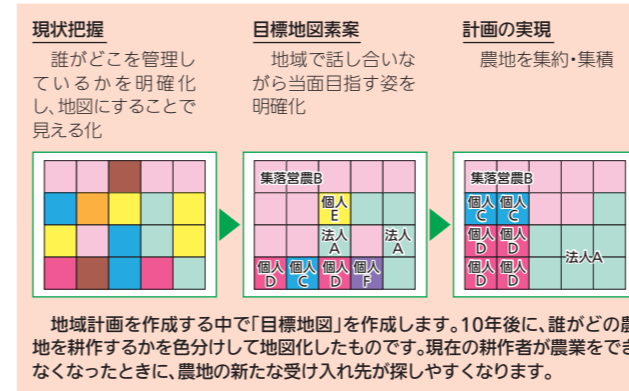 現状把握
誰がどこを管理し
ているかを明確化
し、地図にすることで
見える化
目標地図素案
地域で話し合いな
がら当面目指す姿を
明確化
計画の実現
農地を集約・集積
集落営農B
個人
E
法人
A
法人
A
個人
D
個人
C
個人
D
個人
F
集落営農B
個人
C
個人
C
個人
D
個人
D
法人A
個人
D
個人
D
地域計画を作成する中で「目標地図」を作成します。10年後に、誰がどの農
地を耕作するかを色分けして地図化したものです。現在の耕作者が農業をでき
なくなったときに、農地の新たな受け入れ先が探しやすくなります。